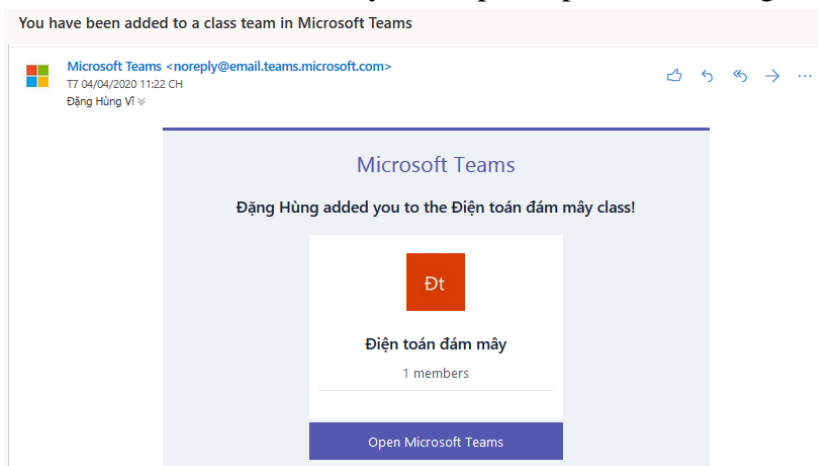 You have been added to a class team in Microsoft Teams
Microsoft Teams <noreply@email.teams.microsoft.com>
T7 04/04/2020 11:22 CH
Đặng Hùng Vĩ
Microsoft Teams
Đặng Hùng added you to the Điện toán đám mây class!
Đt
Điện toán đám mây
1 members
Open Microsoft Teams